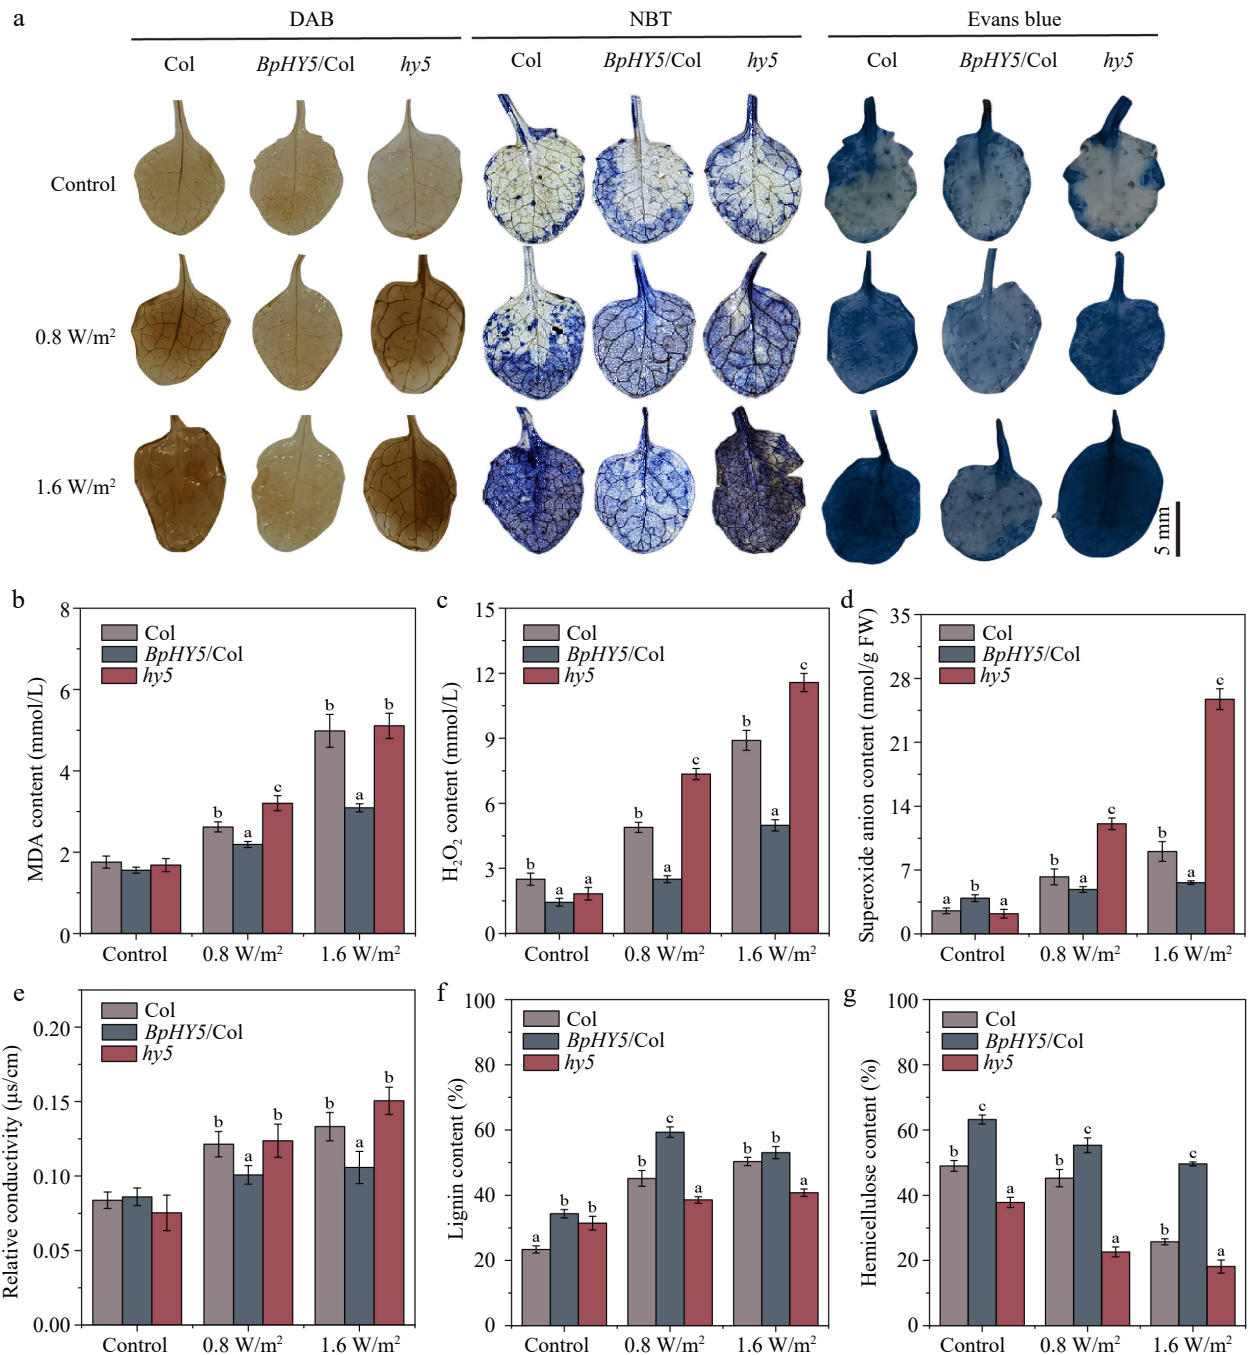 a
DAB NBT Evans blue
Col BpHY5/Col hy5 Col BpHY5/Col hy5 Col BpHY5/Col hy5
Control
0.8 W/m²
1.6 W/m²
5 mm
b
MDA content (mmol/L)
8
6
4
2
0
Col
BpHY5/Col
hy5
b a c
b a b
Control 0.8 W/m² 1.6 W/m²
c
H₂O₂ content (mmol/L)
15
12
9
6
3
0
Col
BpHY5/Col
hy5
b a a
b a c
b a c
Control 0.8 W/m² 1.6 W/m²
d
Superoxide anion content (nmol/g FW)
35
28
21
14
7
0
Col
BpHY5/Col
hy5
a b a
b a c
b a c
Control 0.8 W/m² 1.6 W/m²
e
Relative conductivity (μs/cm)
0.20
0.15
0.10
0.05
0.00
Col
BpHY5/Col
hy5
b a b
b a b
Control 0.8 W/m² 1.6 W/m²
f
Lignin content (%)
100
80
60
40
20
0
Col
BpHY5/Col
hy5
a b b
b c a
b b a
Control 0.8 W/m² 1.6 W/m²
g
Hemicellulose content (%)
100
80
60
40
20
0
Col
BpHY5/Col
hy5
b c a
b c a
b c a
Control 0.8 W/m² 1.6 W/m²